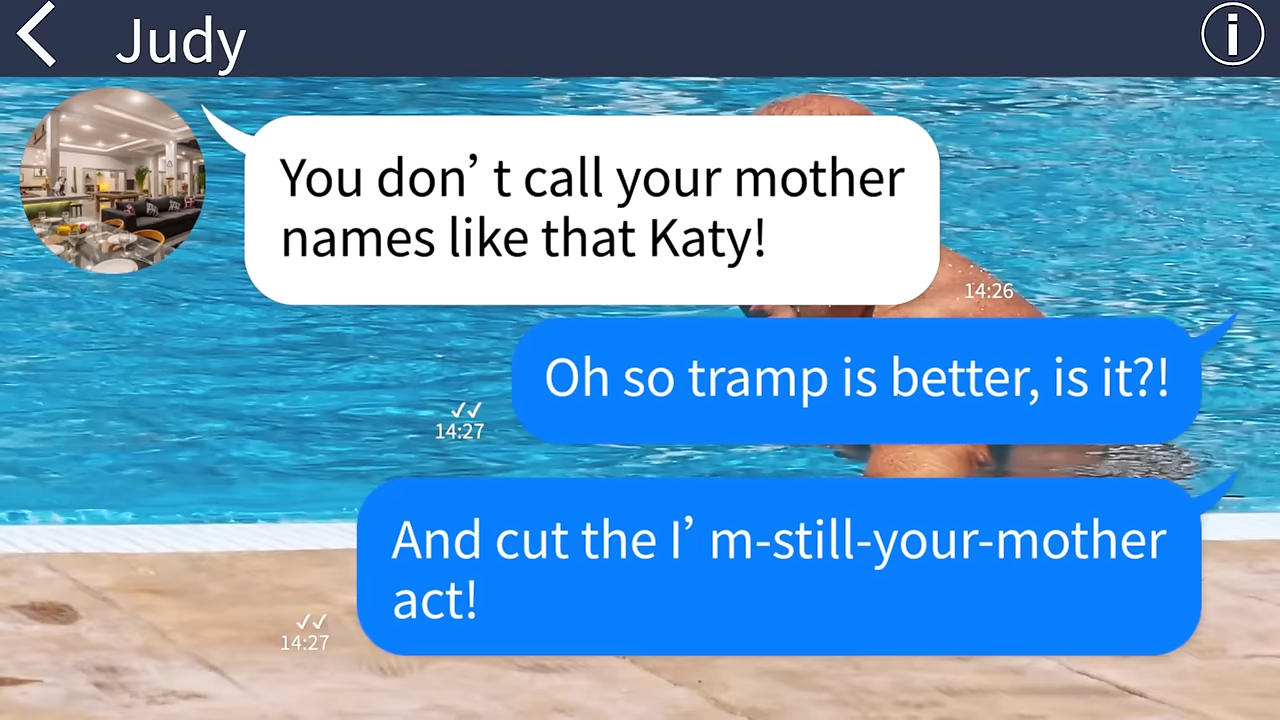 Judy
You don’ t call your mother
names like that Katy!
14:26
Oh so tramp is better, is it?!
14:27
And cut the I’ m-still-your-mother
act!
14:27